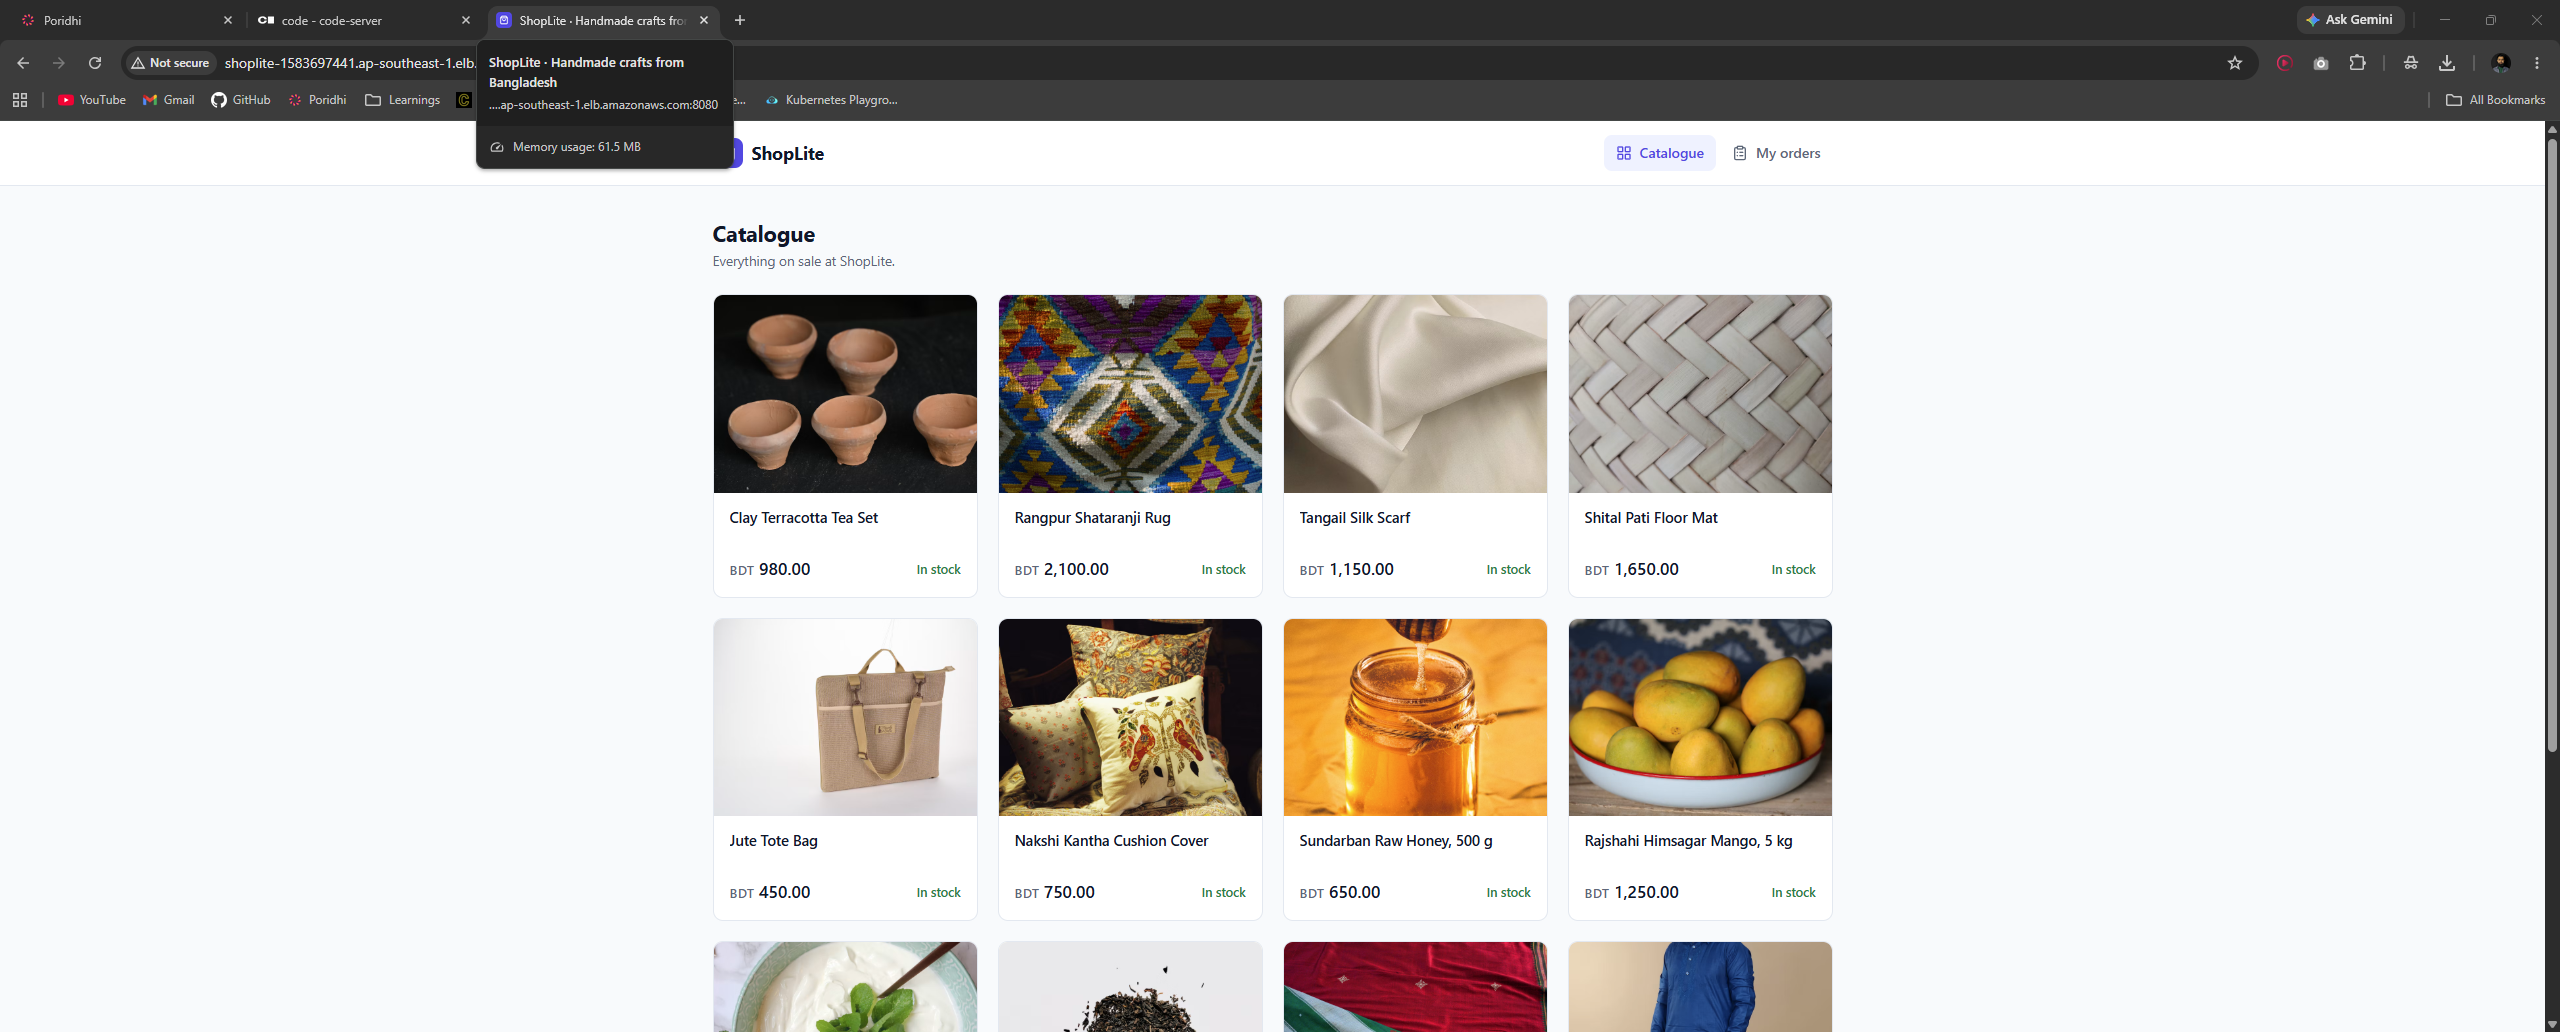 Poridhi
code - code-server
ShopLite · Handmade crafts fro
Ask Gemini
Not secure
shoplite-1583697441.ap-southeast-1.elb.
ShopLite · Handmade crafts from
Bangladesh
....ap-southeast-1.elb.amazonaws.com:8080
Memory usage: 61.5 MB
YouTube
Gmail
GitHub
Poridhi
Learnings
e...
Kubernetes Playgro...
All Bookmarks
ShopLite
Catalogue
My orders
Catalogue
Everything on sale at ShopLite.
Clay Terracotta Tea Set
BDT 980.00
In stock
Rangpur Shataranji Rug
BDT 2,100.00
In stock
Tangail Silk Scarf
BDT 1,150.00
In stock
Shital Pati Floor Mat
BDT 1,650.00
In stock
Jute Tote Bag
BDT 450.00
In stock
Nakshi Kantha Cushion Cover
BDT 750.00
In stock
Sundarban Raw Honey, 500 g
BDT 650.00
In stock
Rajshahi Himsagar Mango, 5 kg
BDT 1,250.00
In stock